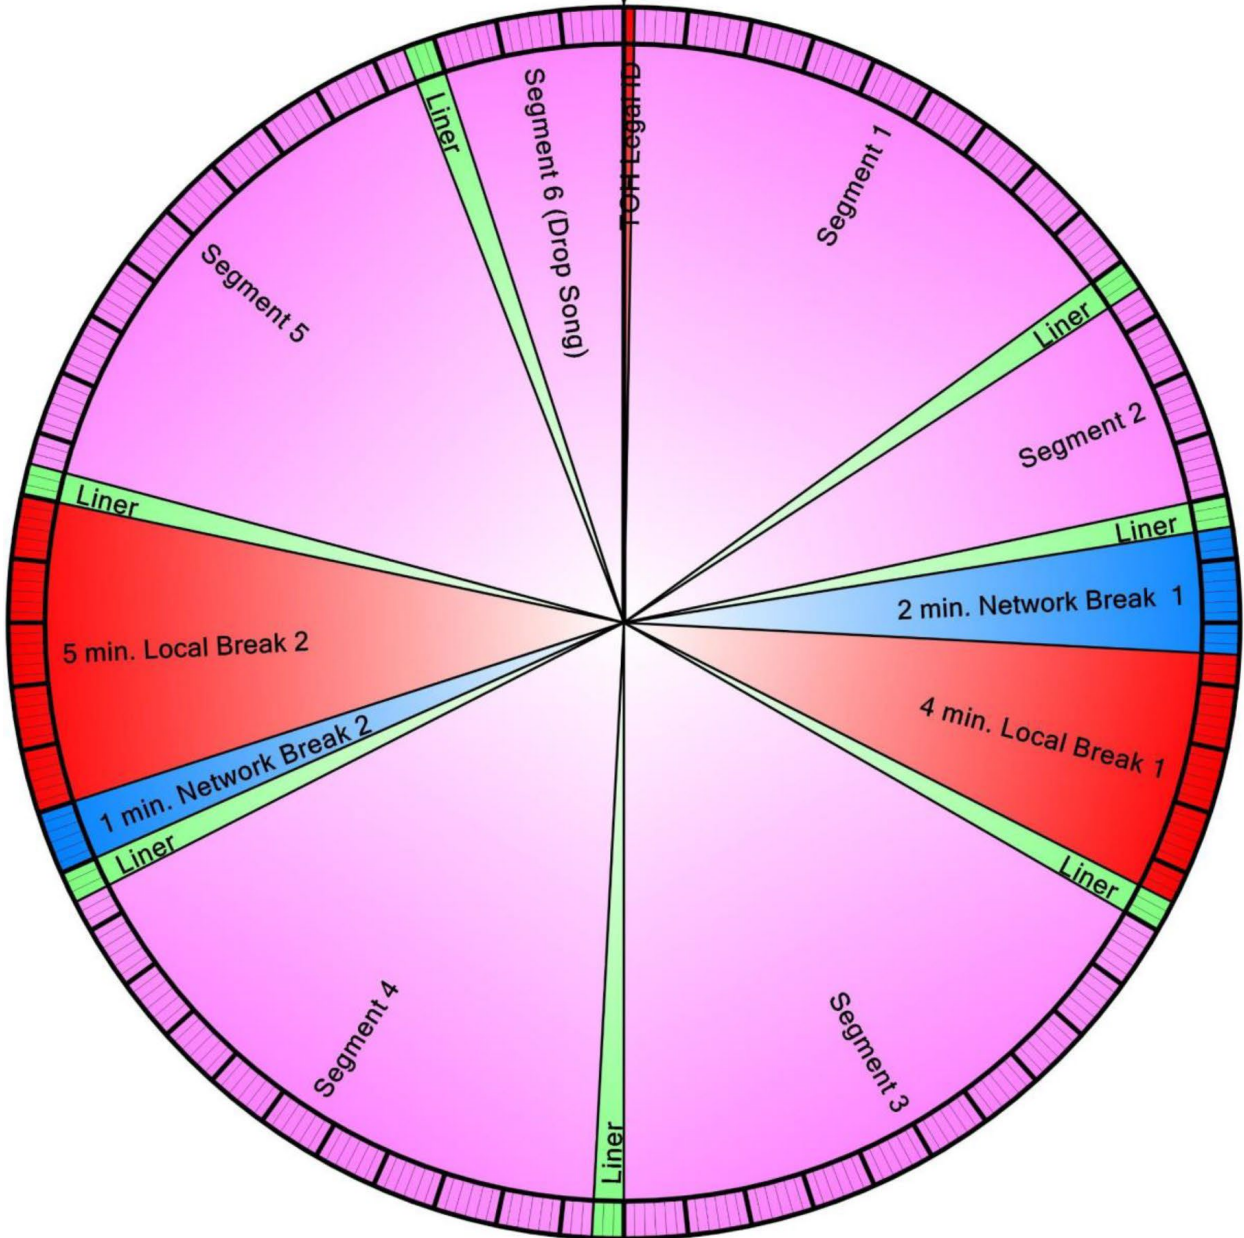 TOH Legal ID
Segment 1
Liner
Segment 2
Liner
2 min. Network Break 1
4 min. Local Break 1
Liner
Segment 3
Liner
Segment 4
Liner
1 min. Network Break 2
5 min. Local Break 2
Liner
Segment 5
Liner
Segment 6 (Drop Song)